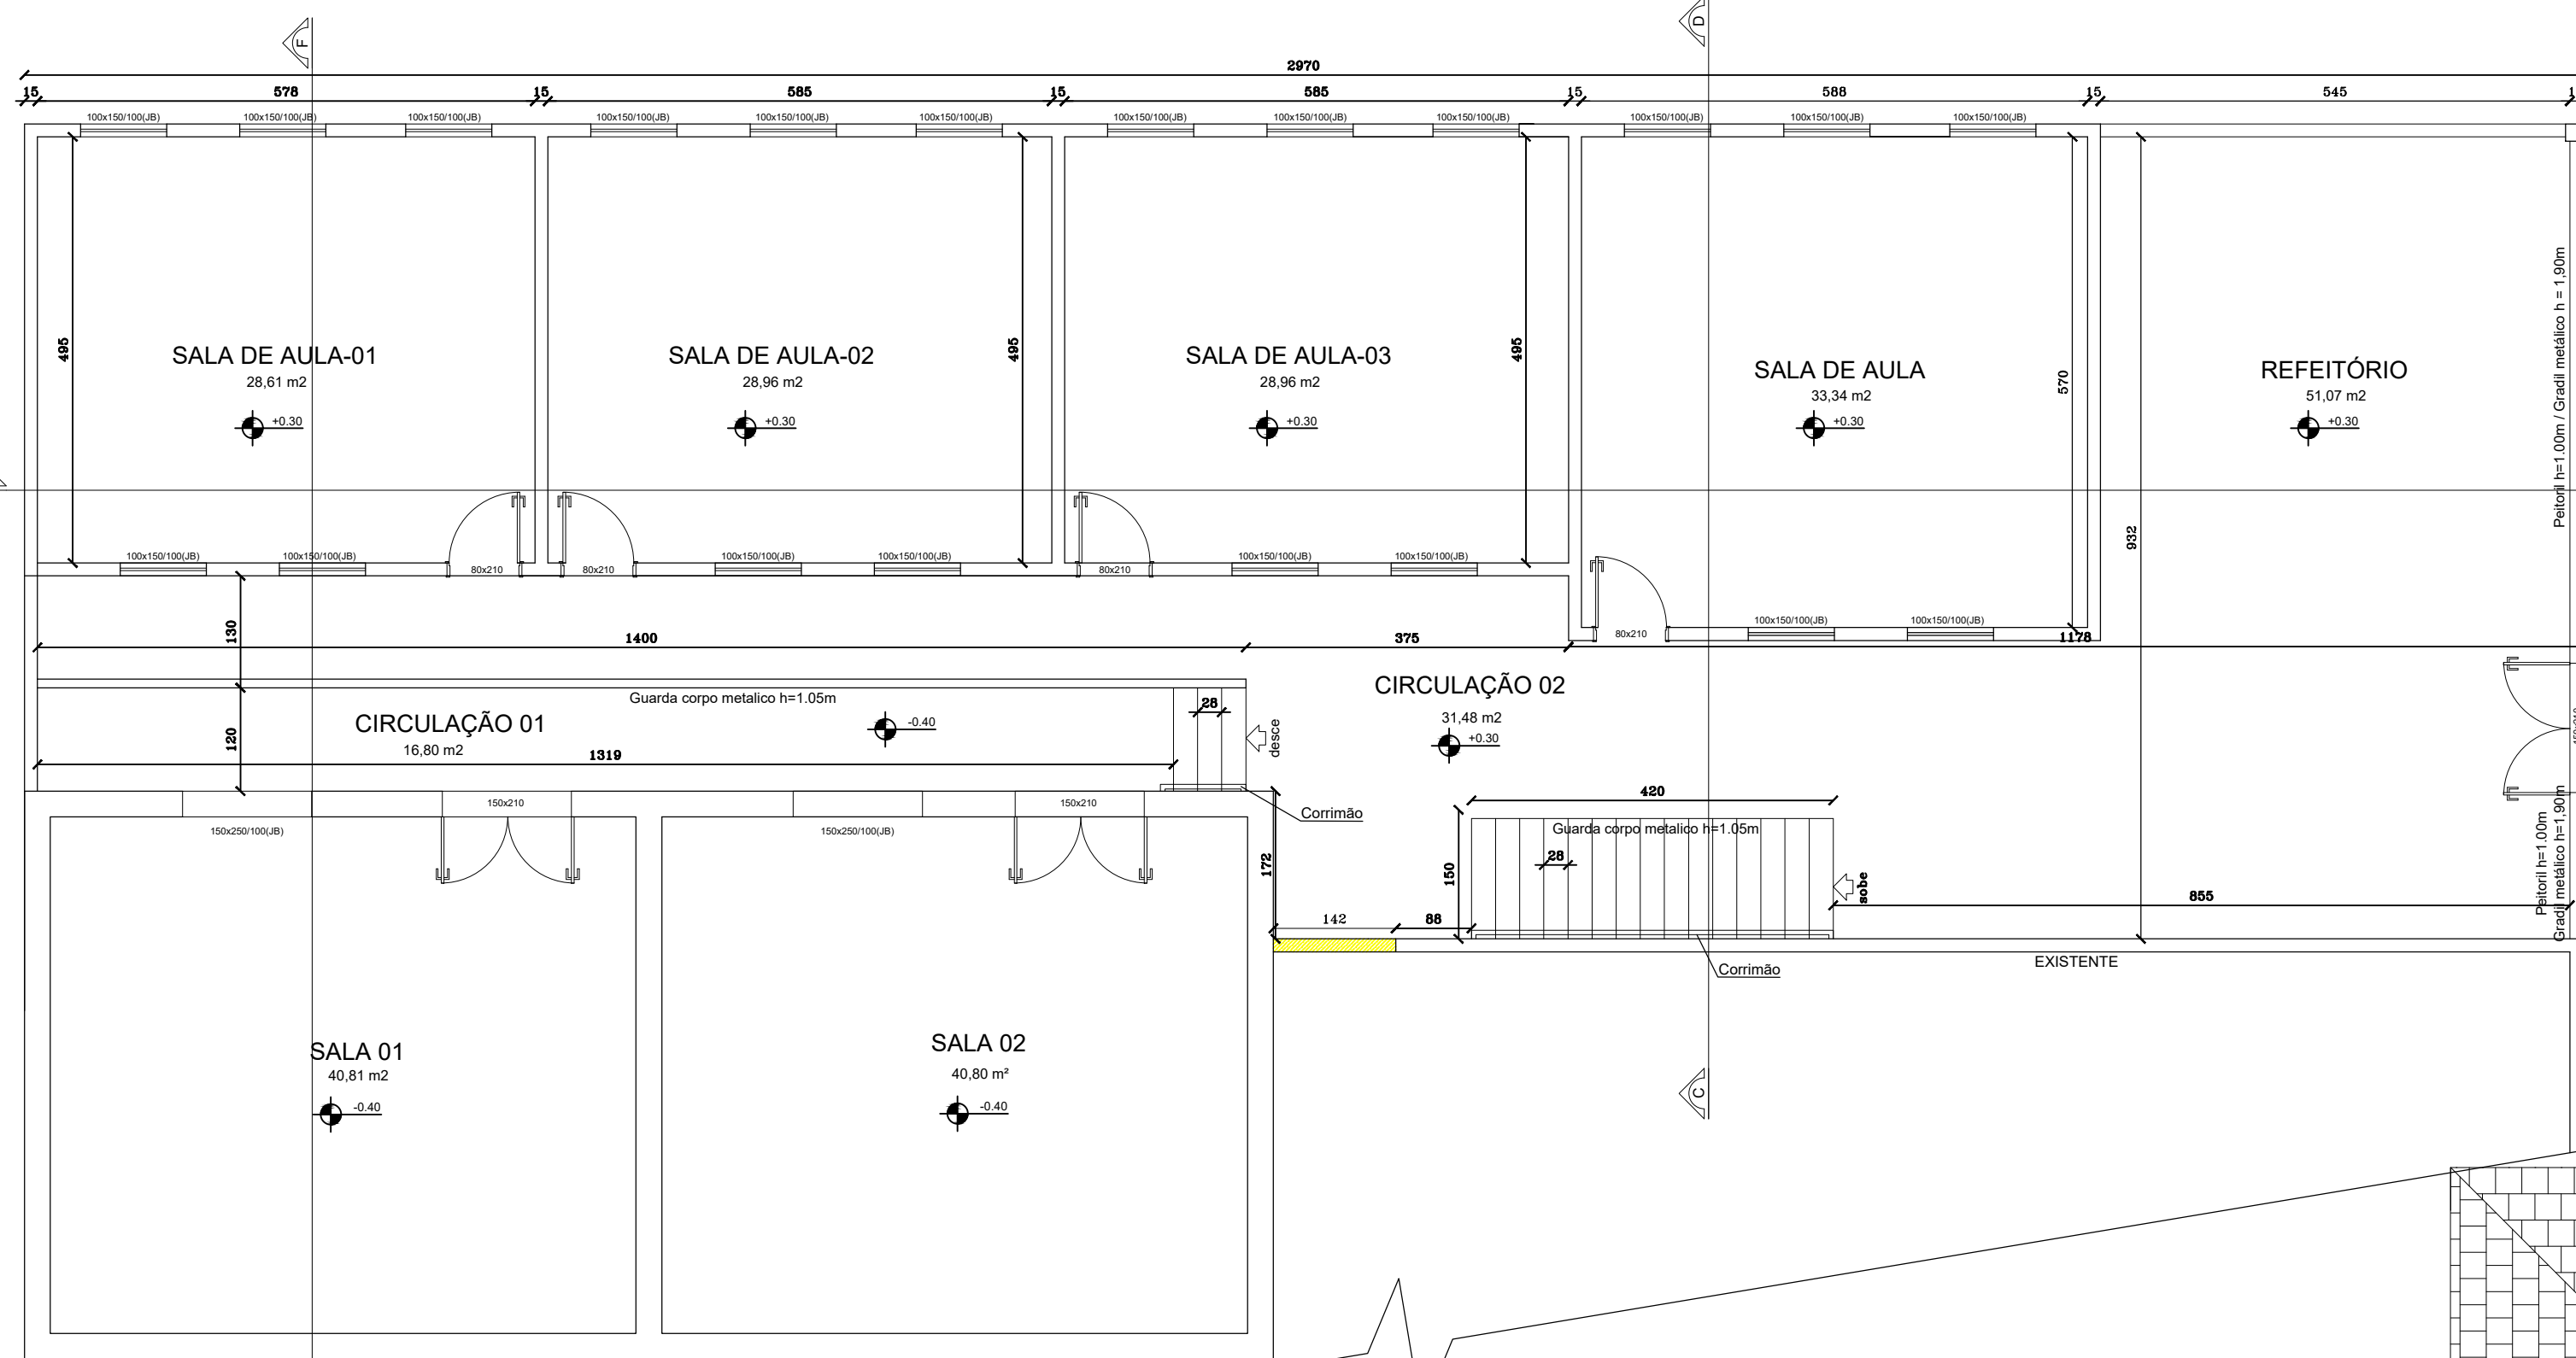 F
D
2970
15
578
15
585
15
585
15
588
15
545
100x150/100(JB)
100x150/100(JB)
100x150/100(JB)
100x150/100(JB)
100x150/100(JB)
100x150/100(JB)
100x150/100(JB)
100x150/100(JB)
100x150/100(JB)
100x150/100(JB)
100x150/100(JB)
100x150/100(JB)
495
495
495
570
932
SALA DE AULA-01
28,61 m2
+0.30
SALA DE AULA-02
28,96 m2
+0.30
SALA DE AULA-03
28,96 m2
+0.30
SALA DE AULA
33,34 m2
+0.30
REFEITÓRIO
51,07 m2
+0.30
Peitoril h=1.00m / Gradil metálico h = 1,90m
100x150/100(JB)
100x150/100(JB)
80x210
80x210
100x150/100(JB)
100x150/100(JB)
80x210
100x150/100(JB)
100x150/100(JB)
80x210
100x150/100(JB)
100x150/100(JB)
130
1400
375
1178
Guarda corpo metalico h=1.05m
CIRCULAÇÃO 01
16,80 m2
-0.40
120
1319
28
desce
CIRCULAÇÃO 02
31,48 m2
+0.30
Corrimão
150x210
150x210
150x250/100(JB)
150x250/100(JB)
172
420
Guarda corpo metalico h=1.05m
28
150
142
88
sobe
855
Peitoril h=1.00m
Gradil metálico h=1,90m
Corrimão
EXISTENTE
SALA 01
40,81 m2
-0.40
SALA 02
40,80 m²
-0.40
C